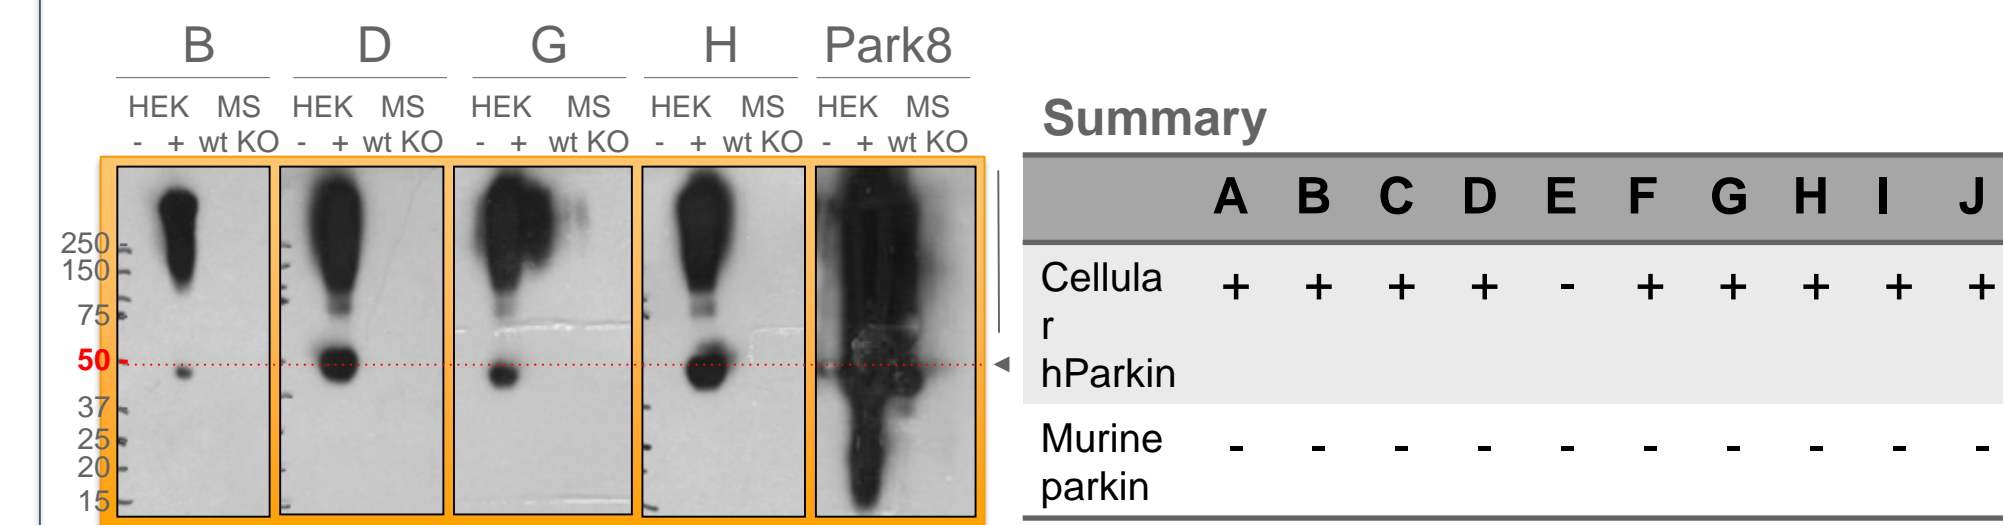 B D G H Park8
HEK MS HEK MS HEK MS HEK MS HEK MS
- + wt KO - + wt KO - + wt KO - + wt KO - + wt KO
250
150
75
50
37
25
20
15
Summary
A B C D E F G H I J
Cellula + + + + - + + + + +
r
hParkin
Murine - - - - - - - - - -
parkin